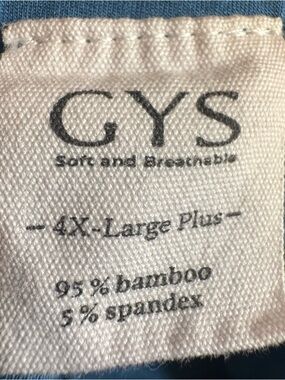 GYS
Soft and Breathable
- 4X-Large Plus -
95 % bamboo
5 % spandex